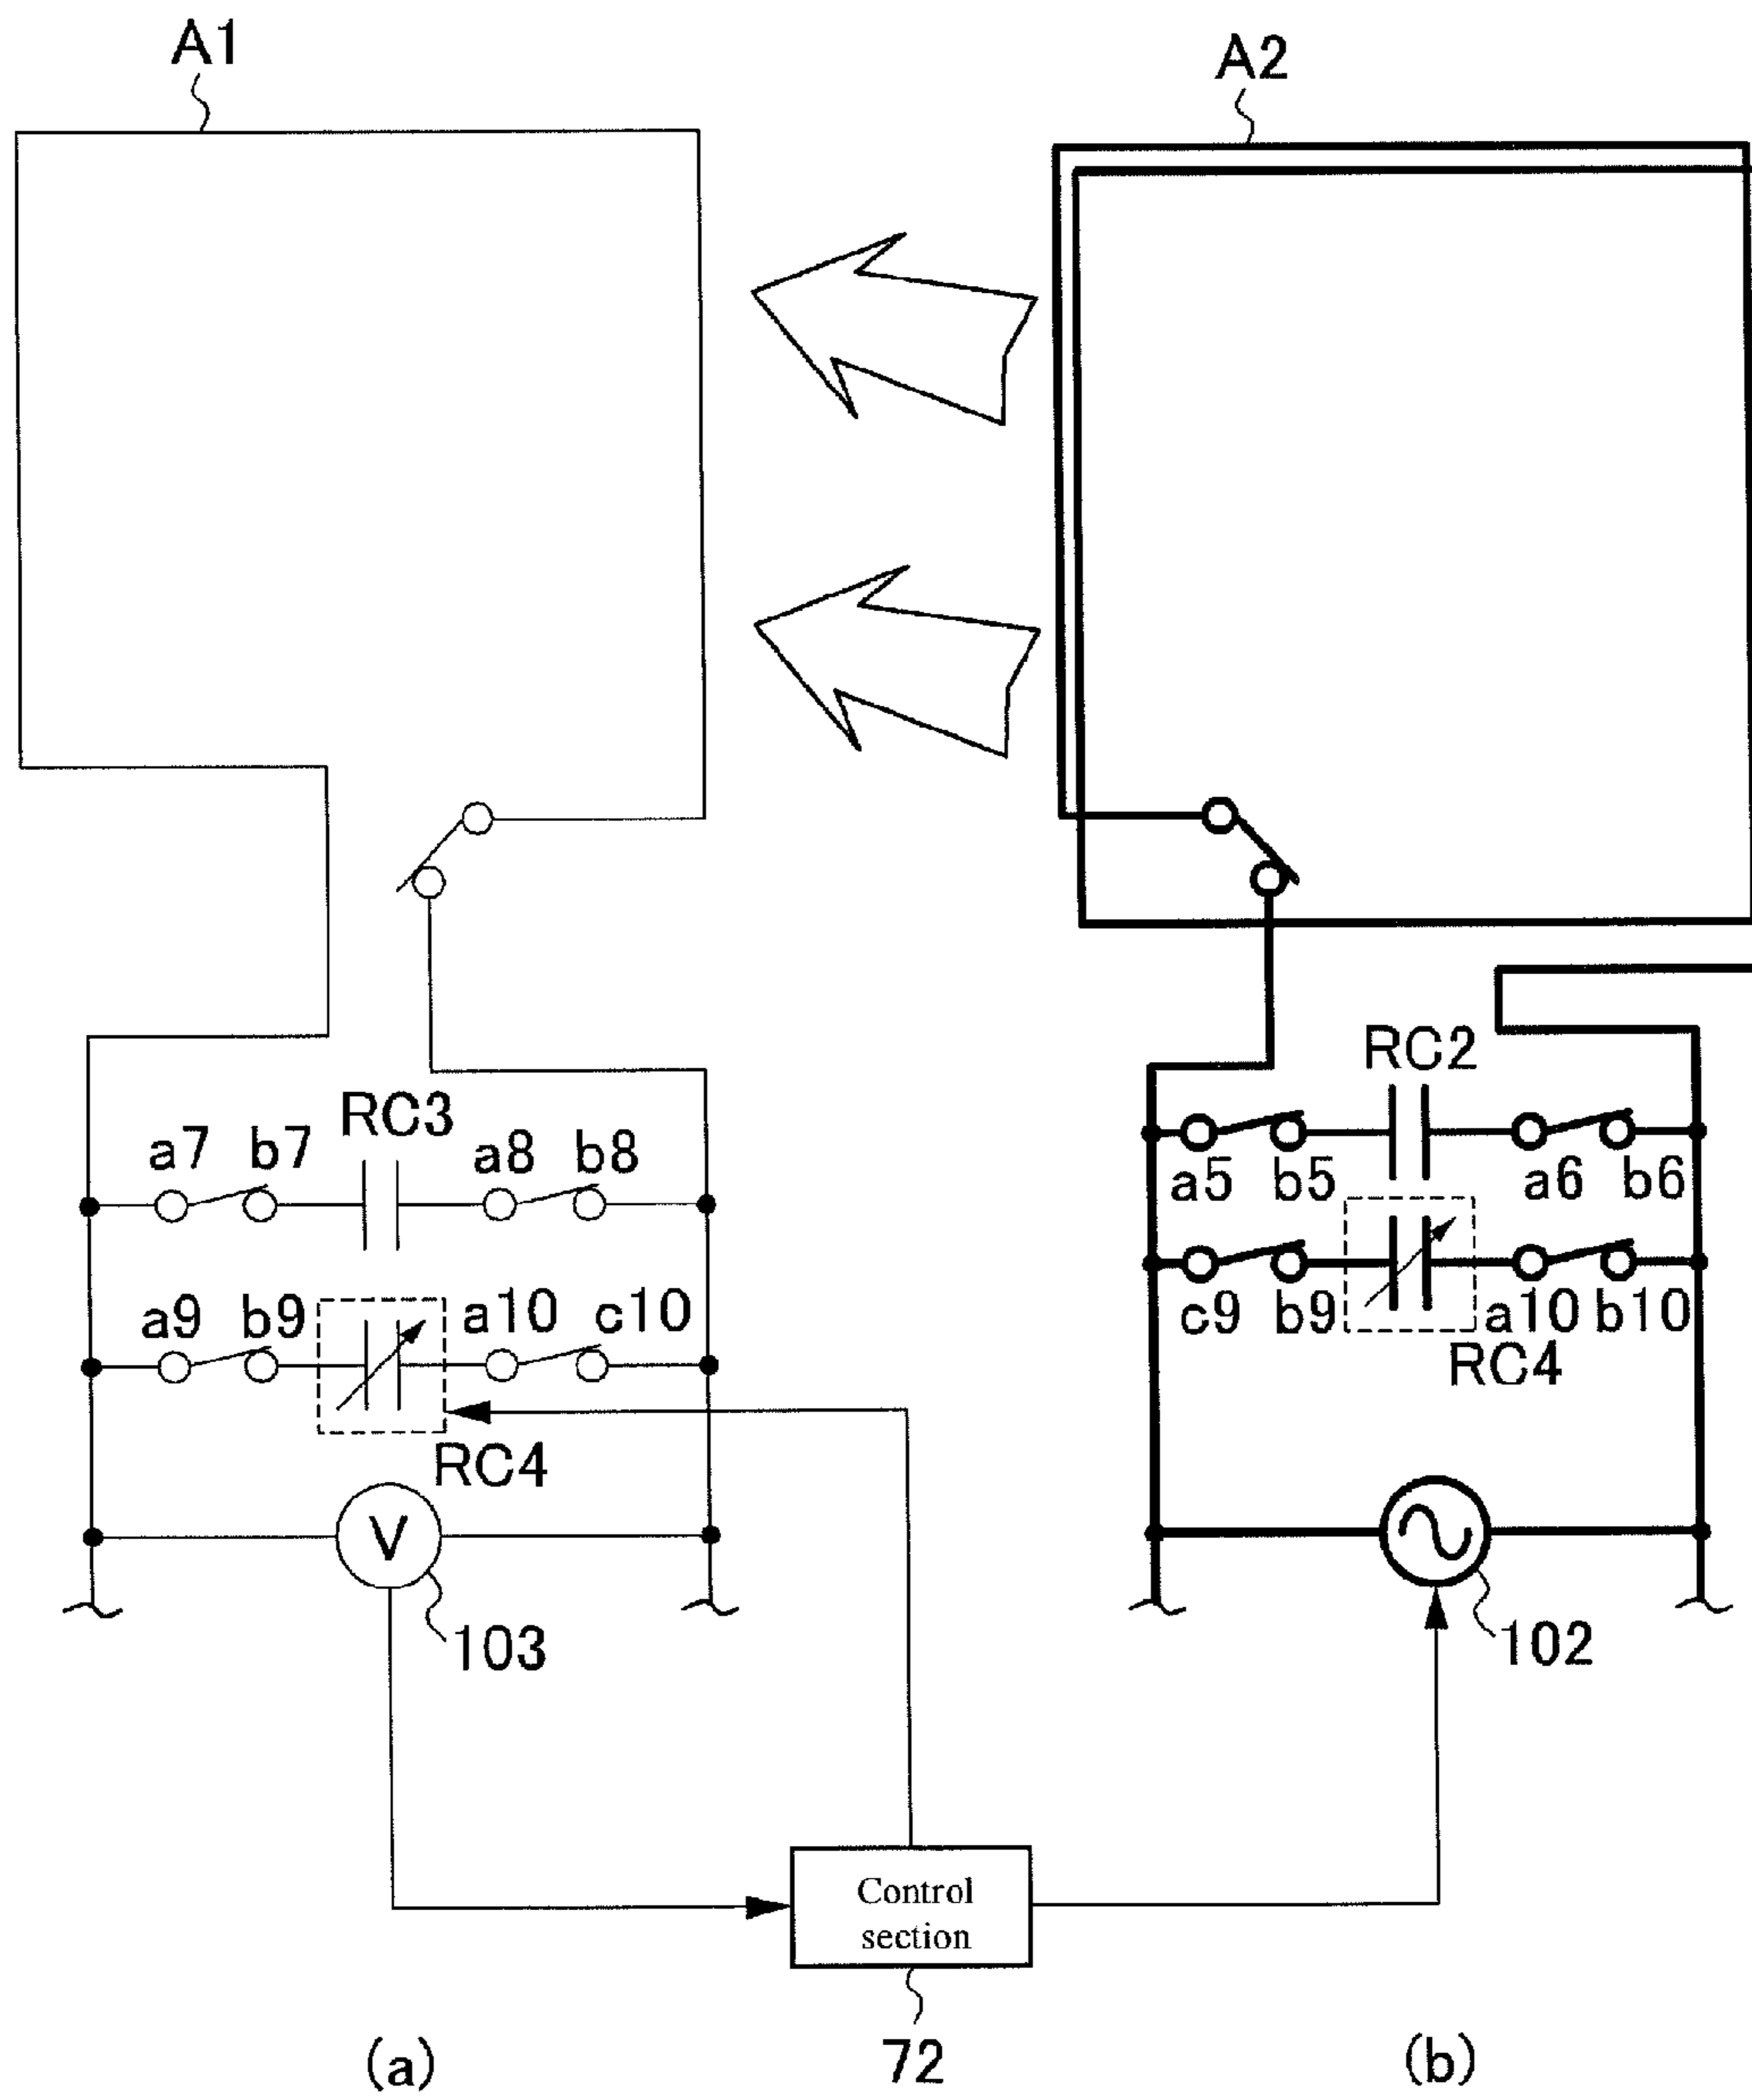 A1
A2
RC3
a7 b7 a8 b8
a9 b9 a10 c10
RC4
V
103
RC2
a5 b5 a6 b6
c9 b9 a10 b10
RC4
102
Control
section
72
(a)
(b)